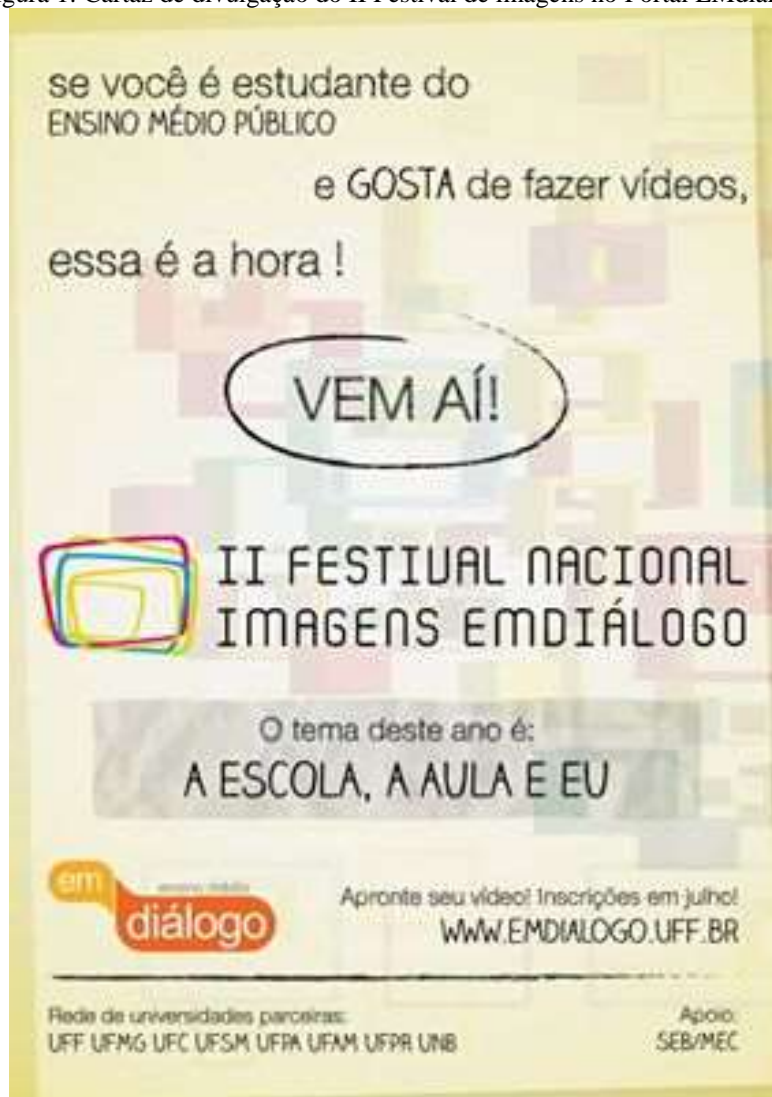 se você é estudante do
ENSINO MÉDIO PÚBLICO
e GOSTA de fazer vídeos,
essa é a hora !
VEM AÍ!
II FESTIVAL NACIONAL
IMAGENS EMDIÁLOGO
O tema deste ano é:
A ESCOLA, A AULA E EU
em
ensino médio
diálogo
Apronte seu vídeo! Inscrições em julho!
WWW.EMDIALOGO.UFF.BR
Rede de universidades parceiras:
UFF UFMG UFC UFSM UFPA UFAM UFPR UNB
Apoio:
SEB/MEC